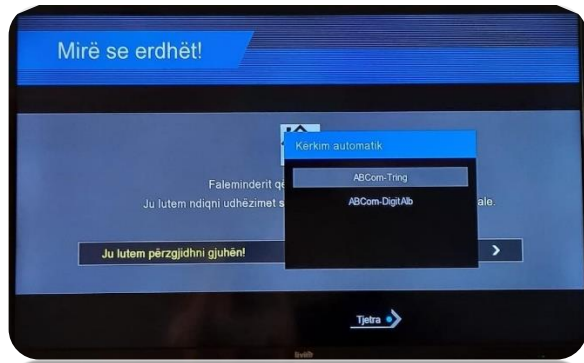 Mirë se erdhët!
Kërkim automatik
ABCom-Tring
ABCom-DigitAlb
Faleminderit që
Ju lutem ndiqni udhëzimet s
ale.
Ju lutem përzgjidhni gjuhën!
Tjetra